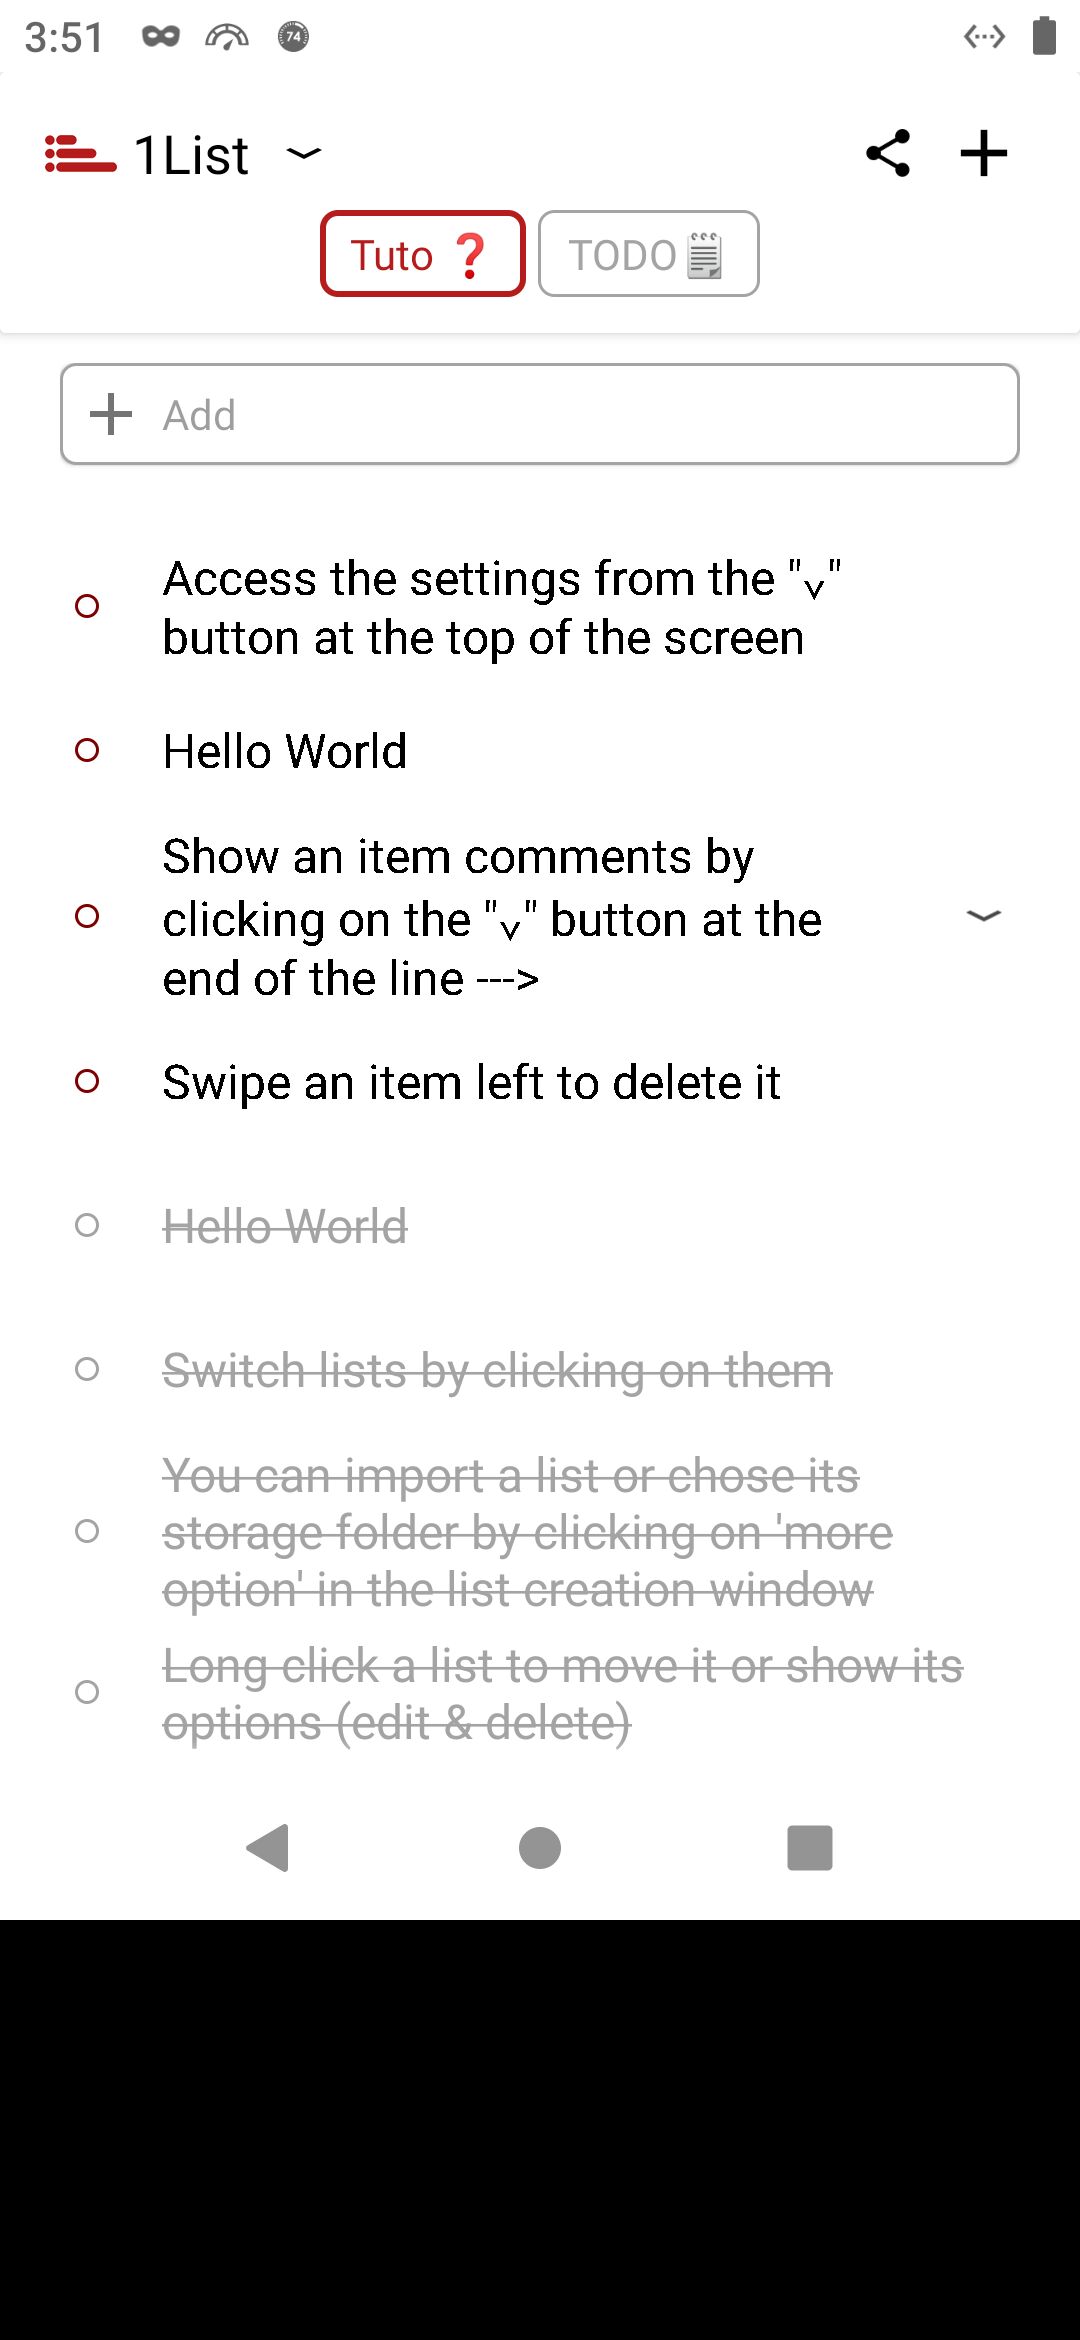 3:51
74
1List
Tuto ❓
TODO
Add
Access the settings from the "v"
button at the top of the screen
Hello World
Show an item comments by
clicking on the "v" button at the
end of the line --->
Swipe an item left to delete it
Hello World
Switch lists by clicking on them
You can import a list or chose its
storage folder by clicking on 'more
option' in the list creation window
Long click a list to move it or show its
options (edit & delete)